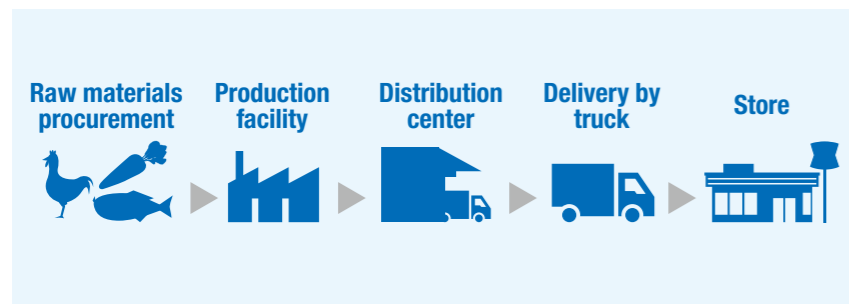 Raw materials
procurement
Production
facility
Distribution
center
Delivery by
truck
Store